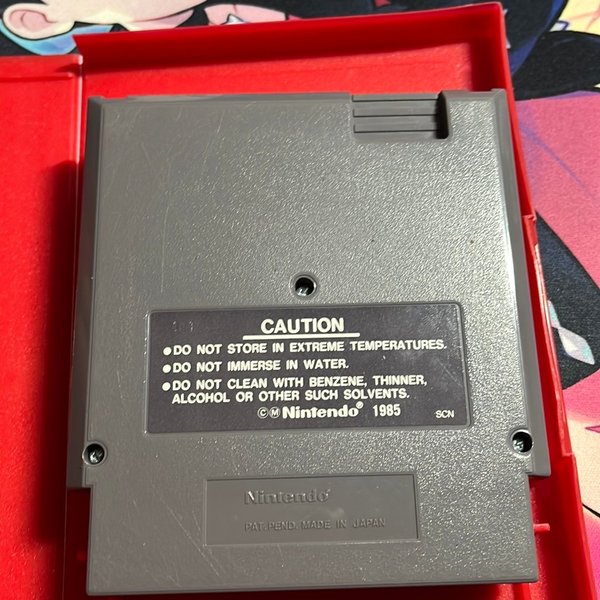 CAUTION
●DO NOT STORE IN EXTREME TEMPERATURES.
●DO NOT IMMERSE IN WATER.
●DO NOT CLEAN WITH BENZENE, THINNER,
ALCOHOL OR OTHER SUCH SOLVENTS.
©Ⓜ Nintendo® 1985 SCN
Nintendo®
PAT. PEND. MADE IN JAPAN